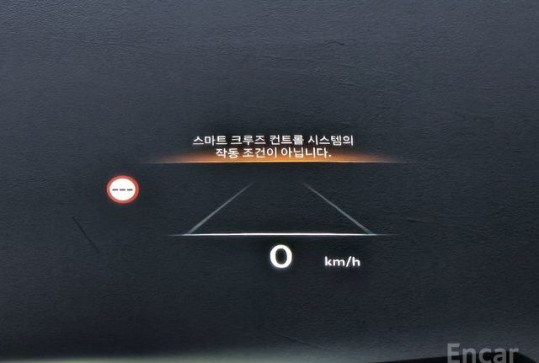 스마트 크루즈 컨트롤 시스템의
작동 조건이 아닙니다.
---
0 km/h
Encar